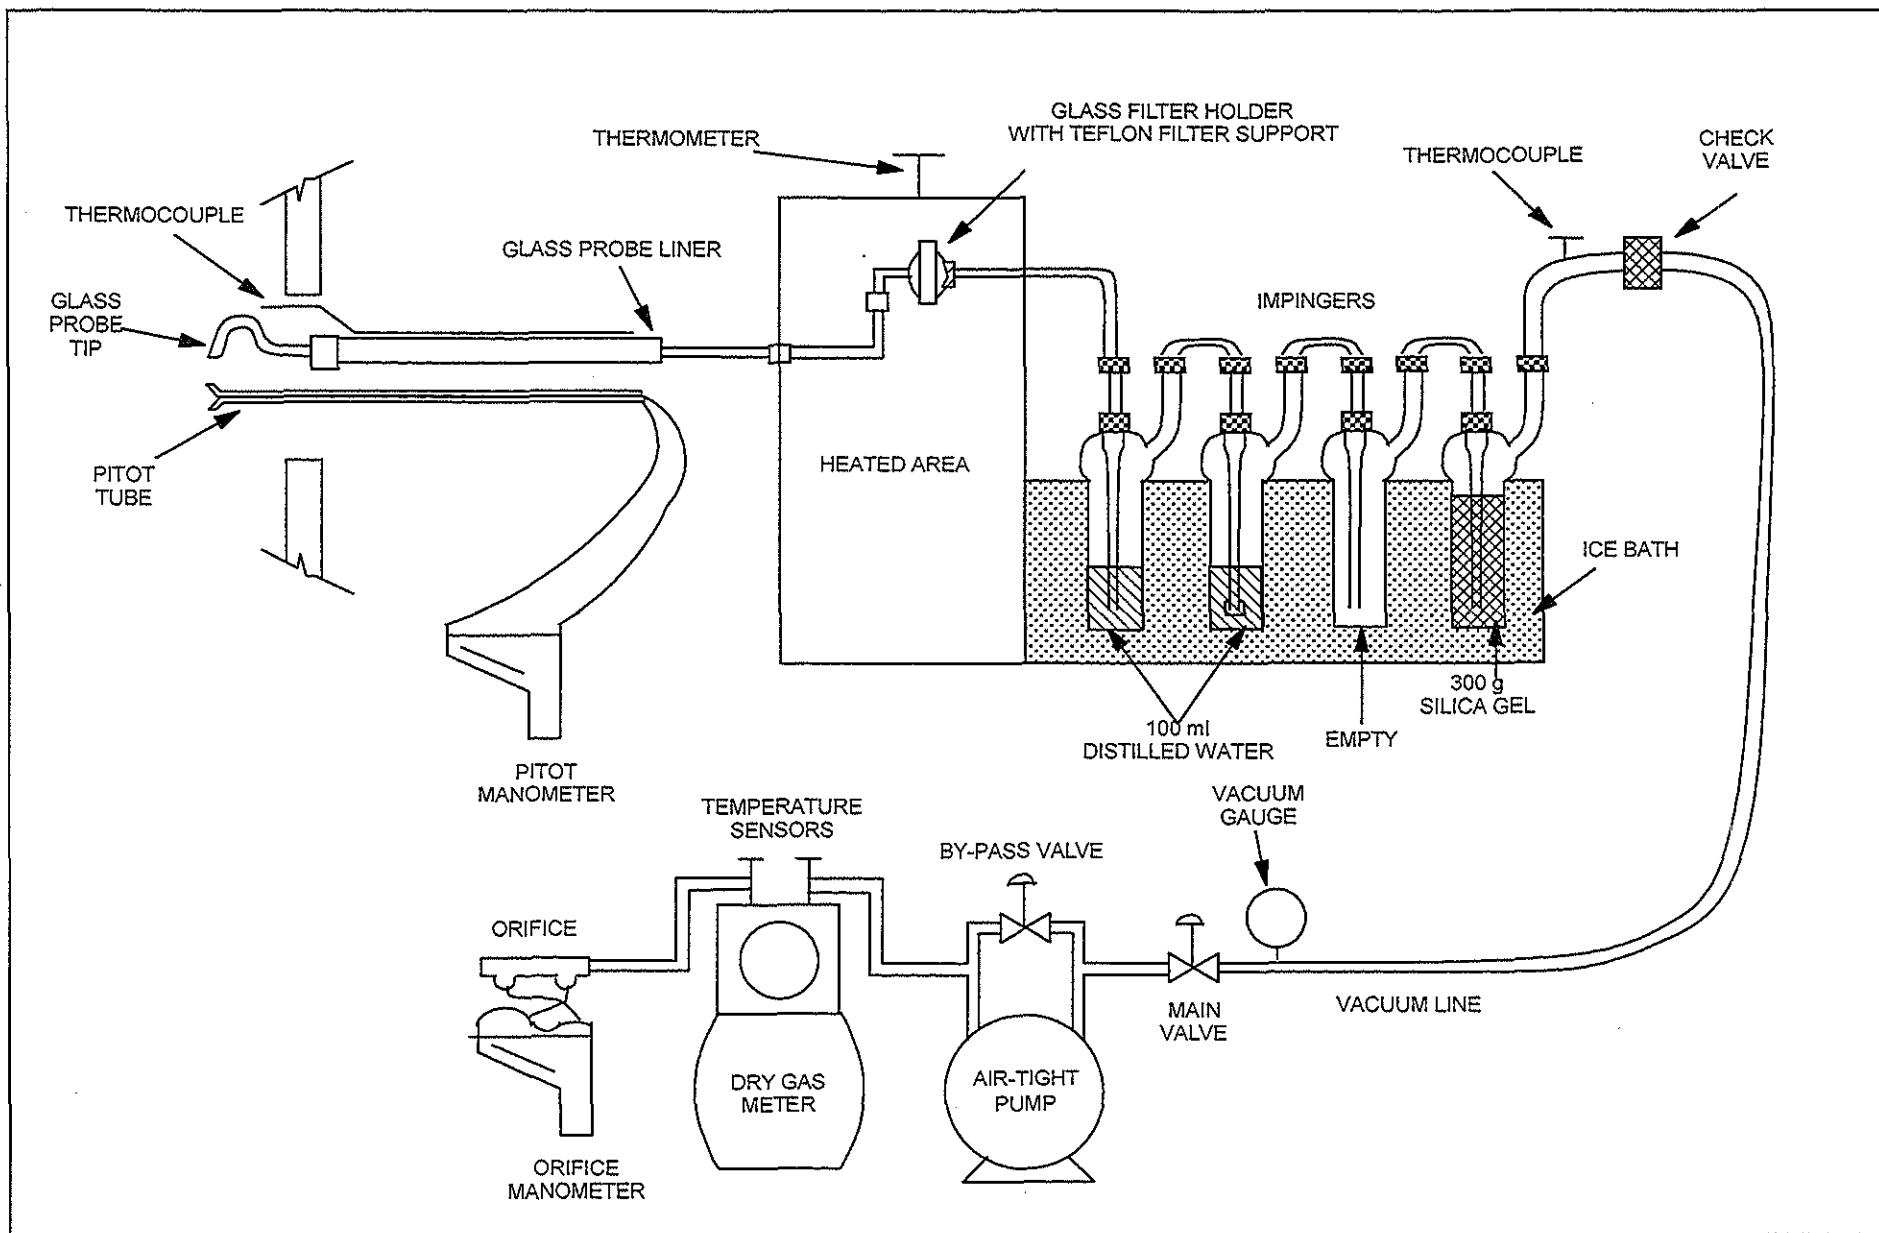 GLASS FILTER HOLDER
WITH TEFLON FILTER SUPPORT
THERMOMETER
THERMOCOUPLE
CHECK
VALVE
THERMOCOUPLE
GLASS PROBE LINER
GLASS
PROBE
TIP
IMPINGERS
PITOT
TUBE
HEATED AREA
ICE BATH
300 g
SILICA GEL
100 ml
DISTILLED WATER
EMPTY
PITOT
MANOMETER
TEMPERATURE
SENSORS
VACUUM
GAUGE
BY-PASS VALVE
ORIFICE
MAIN
VALVE
VACUUM LINE
DRY GAS
METER
AIR-TIGHT
PUMP
ORIFICE
MANOMETER